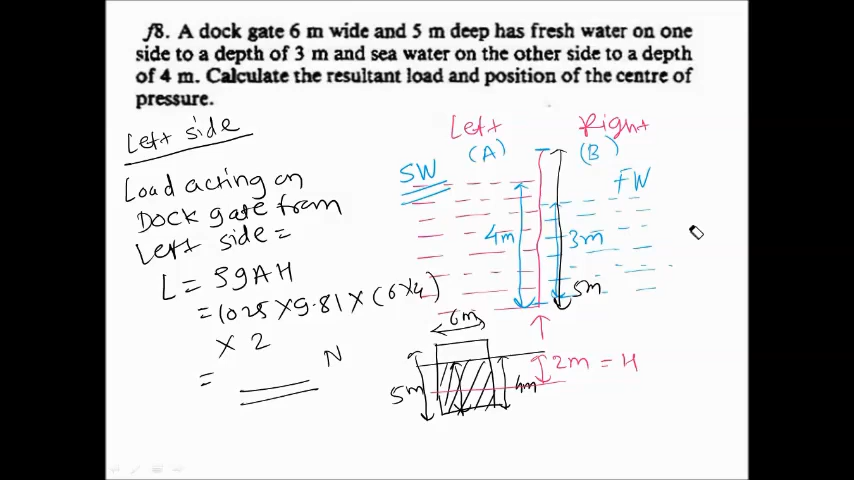 f8. A dock gate 6 m wide and 5 m deep has fresh water on one
side to a depth of 3 m and sea water on the other side to a depth
of 4 m. Calculate the resultant load and position of the centre of
pressure.
Left side
Load acting on
Dock gate from
Left side =
L = ρgAH
= 1025 × 9.81 × (6×4)
× 2
= N
Left
(A)
Right
(B)
SW
FW
4m
3m
5m
6m
5m
4m
2m = H